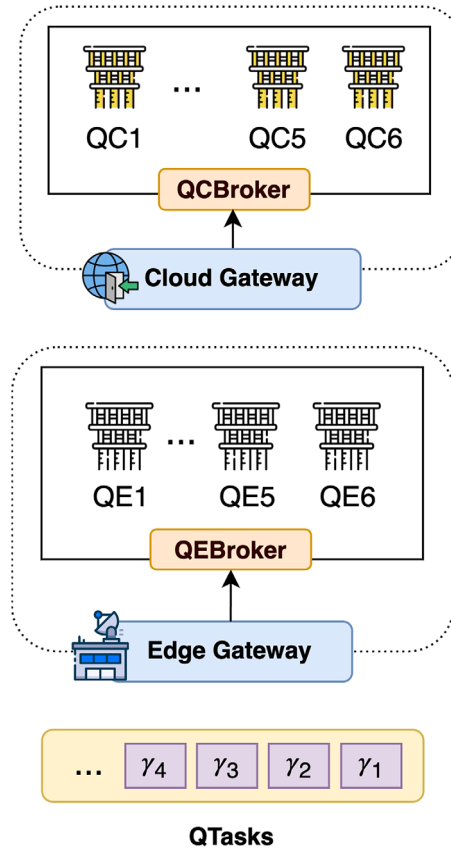 ... 
QC1 QC5 QC6
QCBroker
Cloud Gateway
...
QE1 QE5 QE6
QEBroker
Edge Gateway
... γ4 γ3 γ2 γ1
QTasks